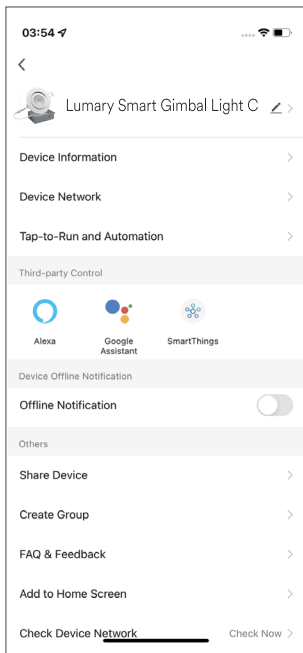 03:54
Lumary Smart Gimbal Light C
Device Information
Device Network
Tap-to-Run and Automation
Third-party Control
Alexa
Google
Assistant
SmartThings
Device Offline Notification
Offline Notification
Others
Share Device
Create Group
FAQ & Feedback
Add to Home Screen
Check Device Network Check Now